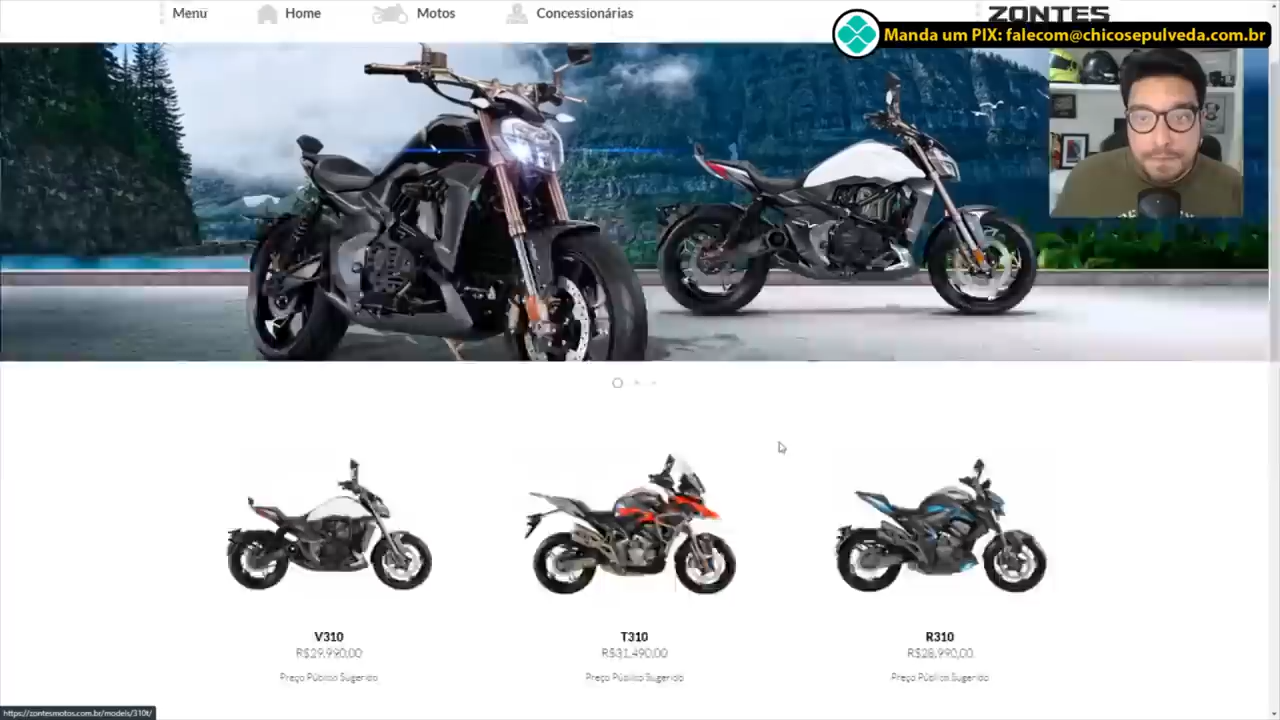 Menu
Home
Motos
Concessionárias
ZONTES
Manda um PIX: falecom@chicosepulveda.com.br
V310
R$29.990,00
Preço Público Sugerido
T310
R$31.490,00
Preço Público Sugerido
R310
R$28.990,00
Preço Público Sugerido
https://zontesmotos.com.br/models/310t/